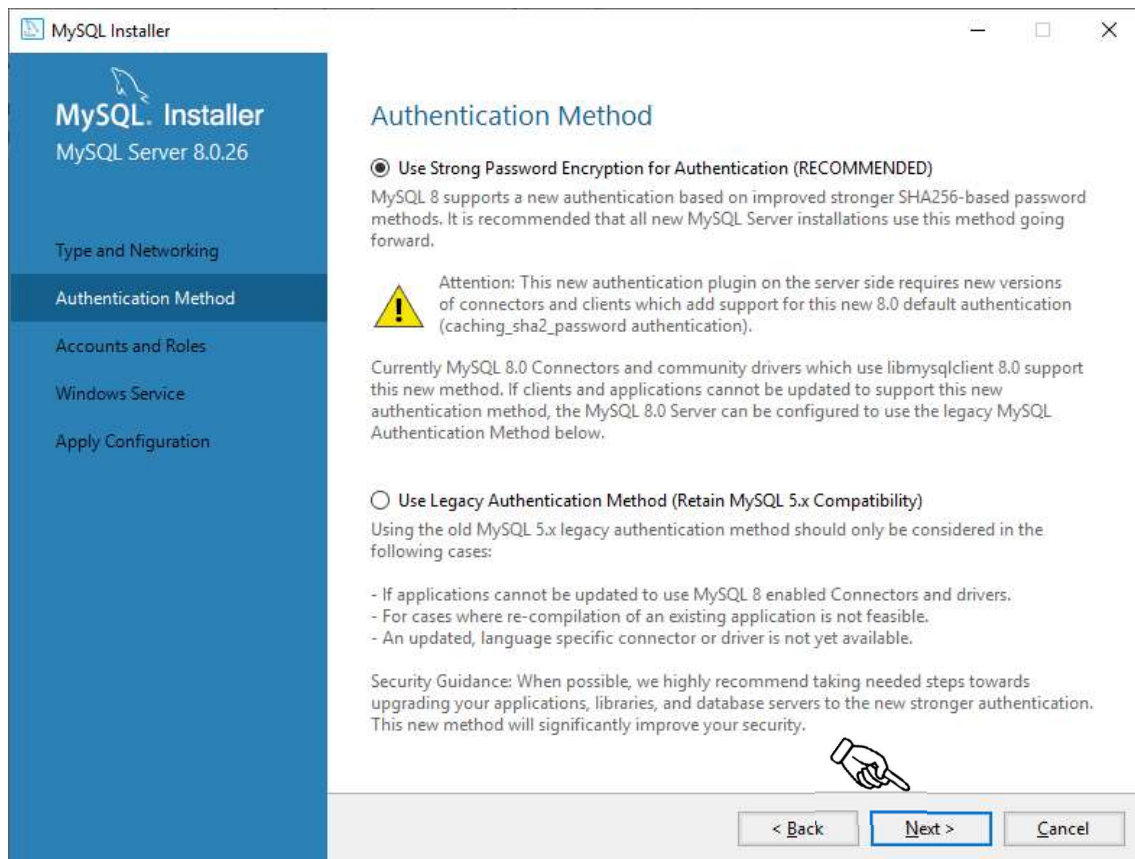 MySQL Installer
MySQL. Installer
MySQL Server 8.0.26
Type and Networking
Authentication Method
Accounts and Roles
Windows Service
Apply Configuration
Authentication Method
Use Strong Password Encryption for Authentication (RECOMMENDED)
MySQL 8 supports a new authentication based on improved stronger SHA256-based password
methods. It is recommended that all new MySQL Server installations use this method going
forward.
Attention: This new authentication plugin on the server side requires new versions
of connectors and clients which add support for this new 8.0 default authentication
(caching_sha2_password authentication).
Currently MySQL 8.0 Connectors and community drivers which use libmysqlclient 8.0 support
this new method. If clients and applications cannot be updated to support this new
authentication method, the MySQL 8.0 Server can be configured to use the legacy MySQL
Authentication Method below.
Use Legacy Authentication Method (Retain MySQL 5.x Compatibility)
Using the old MySQL 5.x legacy authentication method should only be considered in the
following cases:
- If applications cannot be updated to use MySQL 8 enabled Connectors and drivers.
- For cases where re-compilation of an existing application is not feasible.
- An updated, language specific connector or driver is not yet available.
Security Guidance: When possible, we highly recommend taking needed steps towards
upgrading your applications, libraries, and database servers to the new stronger authentication.
This new method will significantly improve your security.
< Back
Next >
Cancel